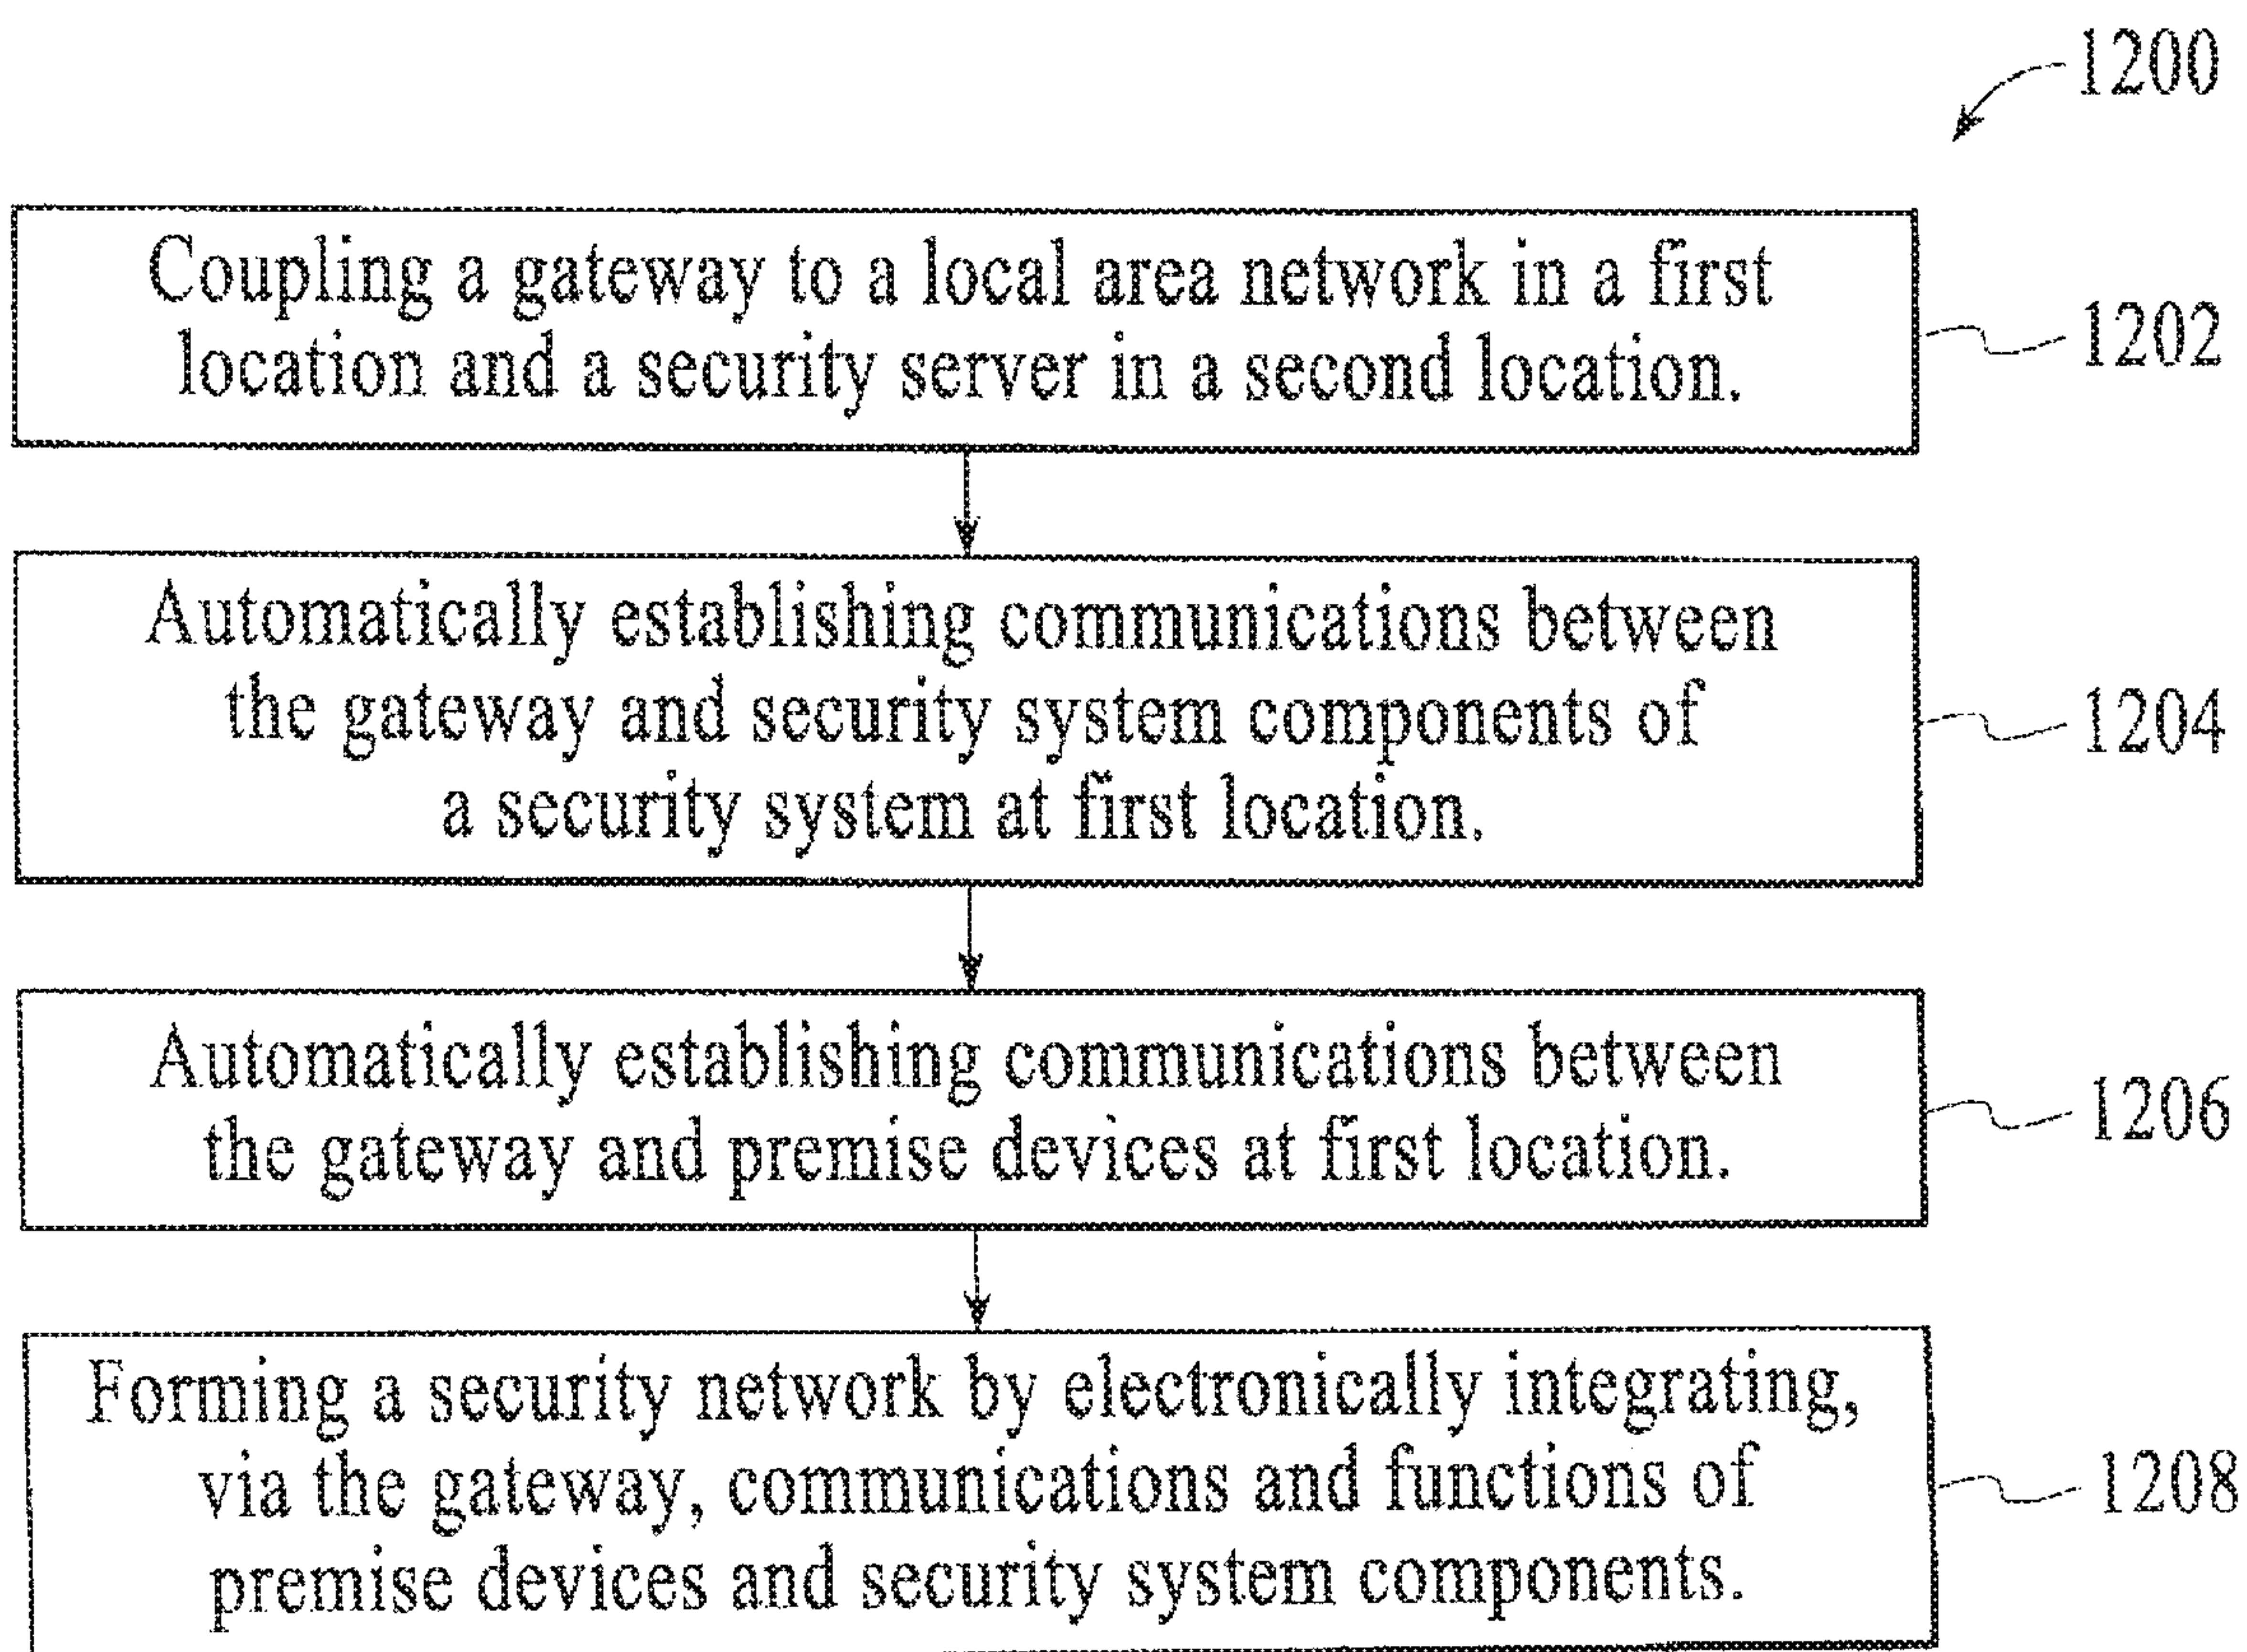 1200
Coupling a gateway to a local area network in a first
location and a security server in a second location.
1202
Automatically establishing communications between
the gateway and security system components of
a security system at first location.
1204
Automatically establishing communications between
the gateway and premise devices at first location.
1206
Forming a security network by electronically integrating,
via the gateway, communications and functions of
premise devices and security system components.
1208